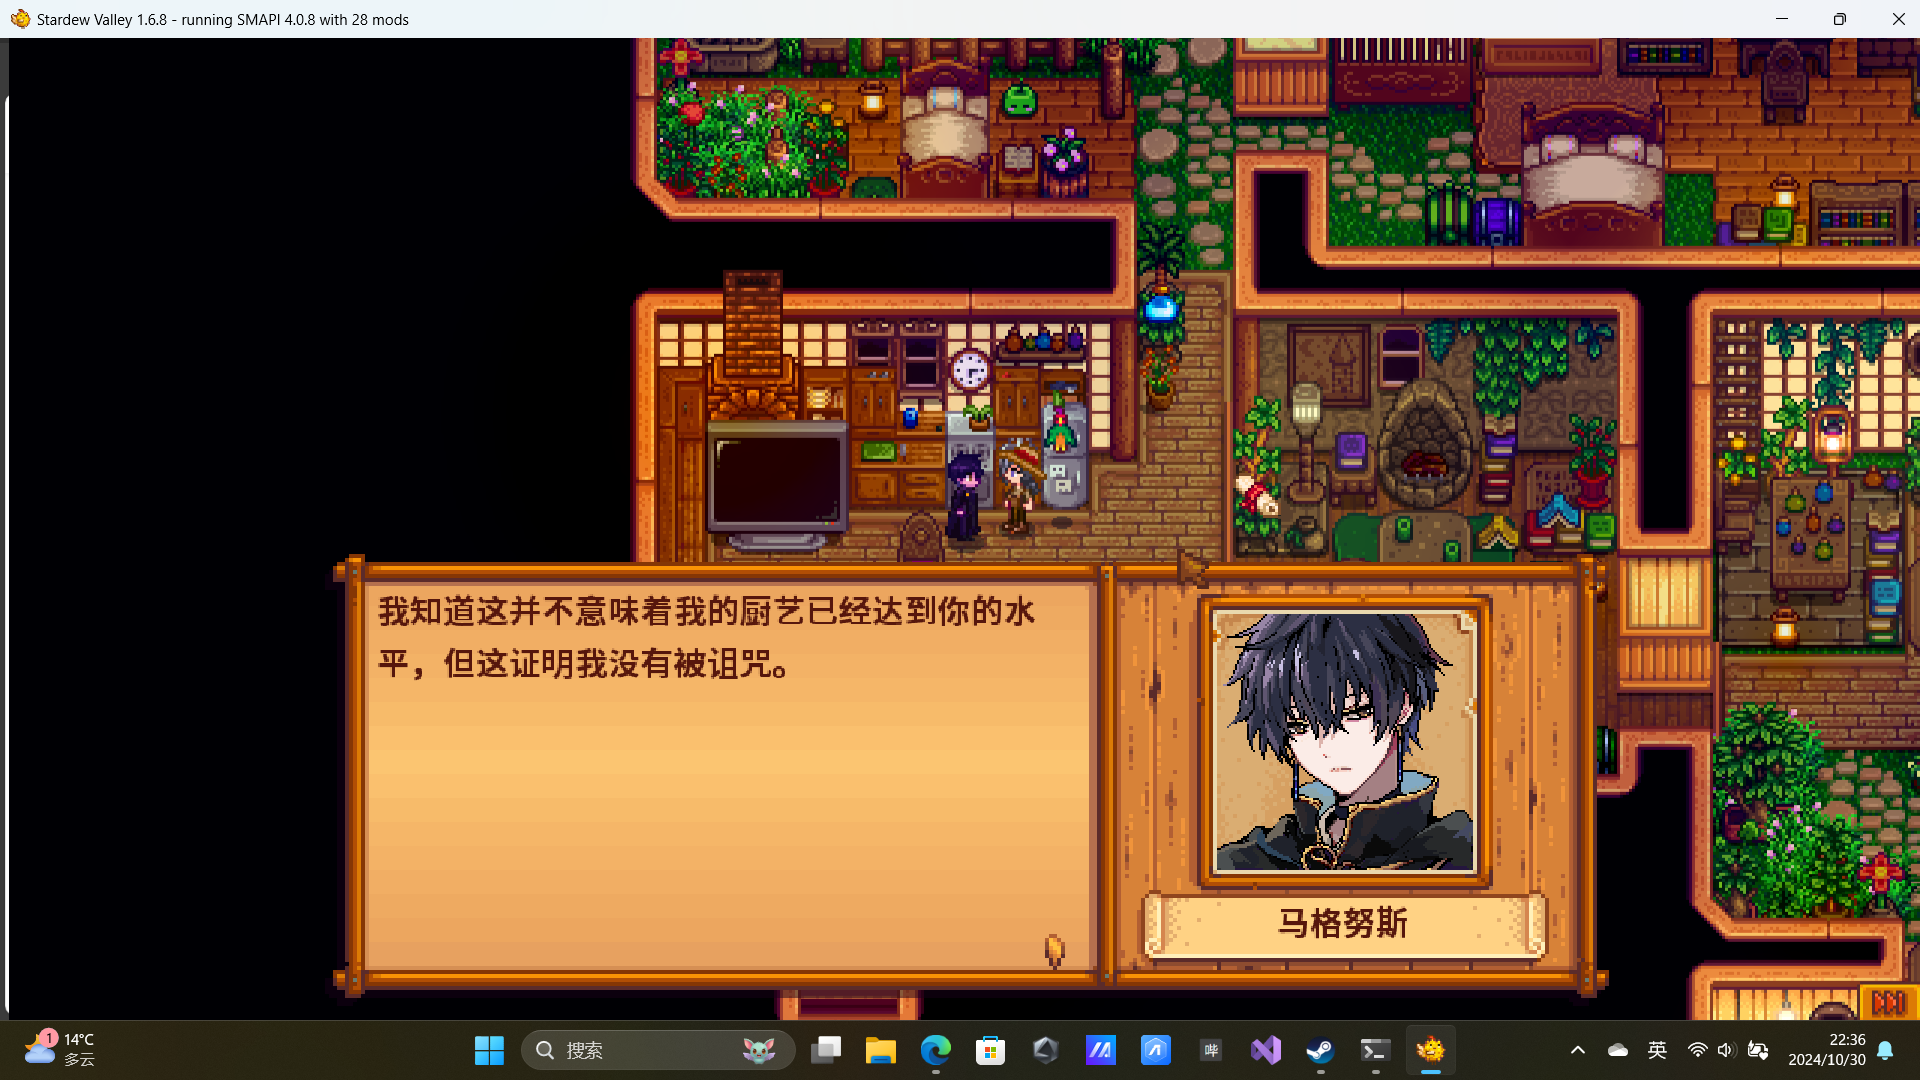 Stardew Valley 1.6.8 - running SMAPI 4.0.8 with 28 mods
我知道这并不意味着我的厨艺已经达到你的水
平，但这证明我没有被诅咒。
马格努斯
1
14°C
多云
搜索
哔
英
22:36
2024/10/30